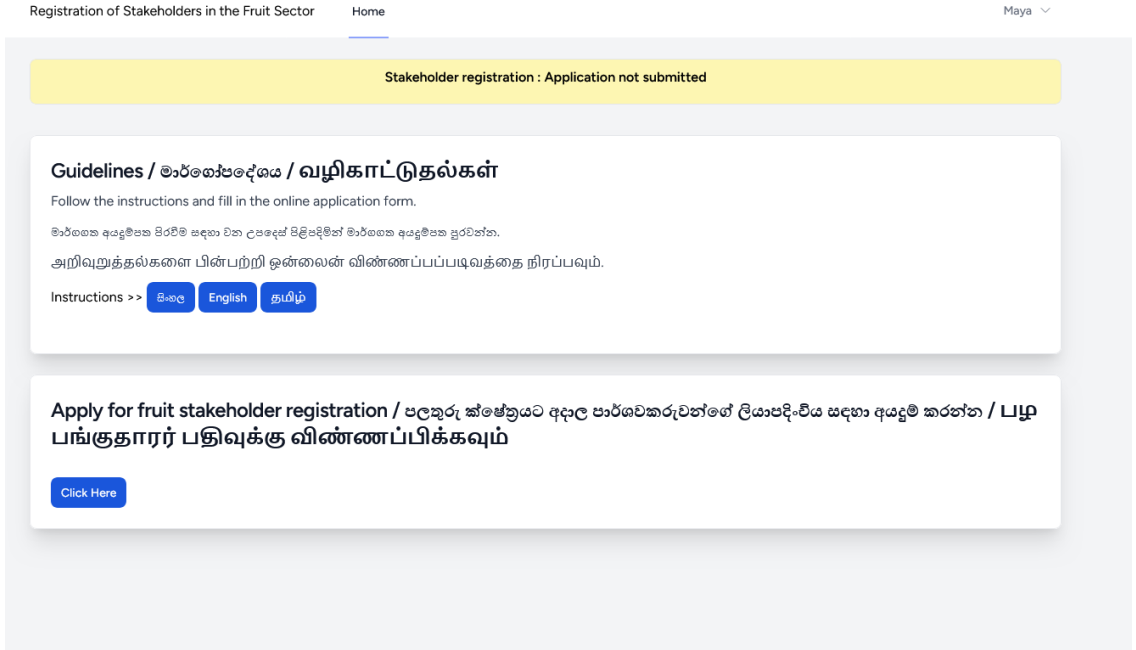 Registration of Stakeholders in the Fruit Sector
Home
Maya
Stakeholder registration : Application not submitted
Guidelines / මාර්ගෝපදේශය / வழிகாட்டுதல்கள்
Follow the instructions and fill in the online application form.
මාර්ගගත අයදුම්පත පිරවීම සඳහා වන උපදෙස් පිළිපදිමින් මාර්ගගත අයදුම්පත පුරවන්න.
அறிவுறுத்தல்களை பின்பற்றி ஒன்லைன் விண்ணப்பப்படிவத்தை நிரப்பவும்.
Instructions >> සිංහල English தமிழ்
Apply for fruit stakeholder registration / පලතුරු ක්ෂේත්‍රයට අදාල පාර්ශවකරුවන්ගේ ලියාපදිංචිය සඳහා අයදුම් කරන්න / பழ
பங்குதாரர் பதிவுக்கு விண்ணப்பிக்கவும்
Click Here